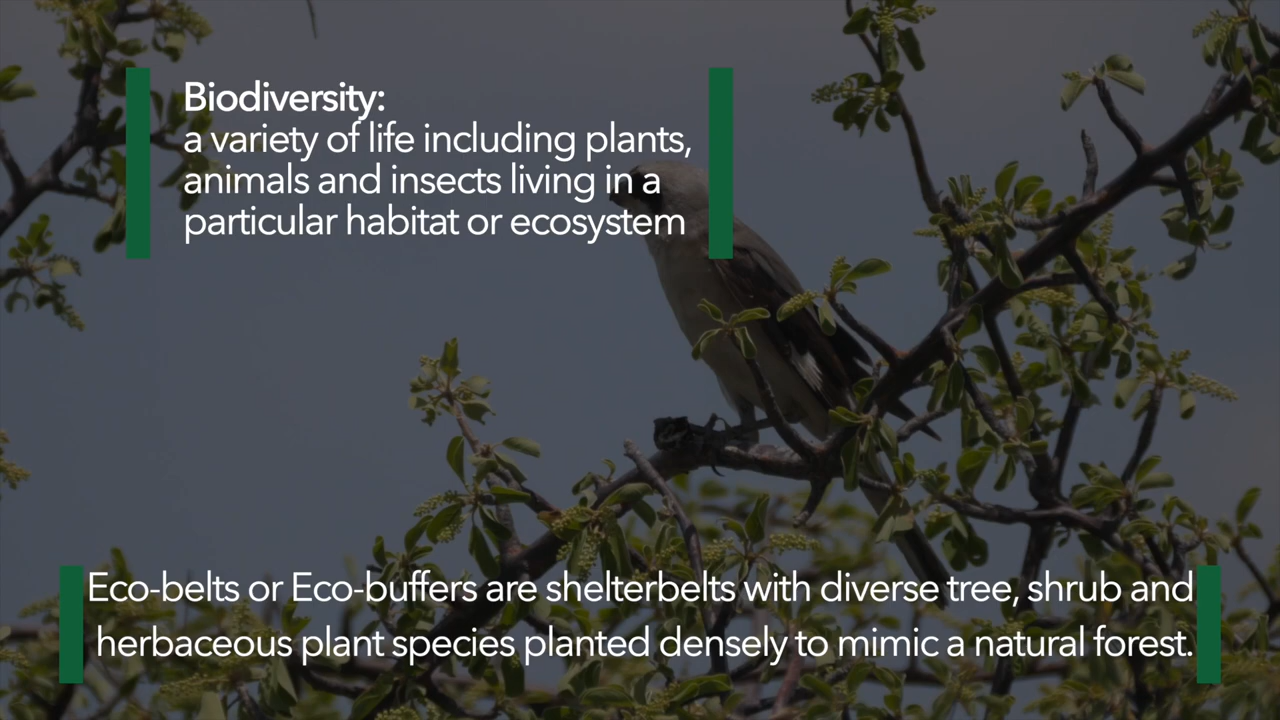 Biodiversity:
a variety of life including plants,
animals and insects living in a
particular habitat or ecosystem
Eco-belts or Eco-buffers are shelterbelts with diverse tree, shrub and
herbaceous plant species planted densely to mimic a natural forest.